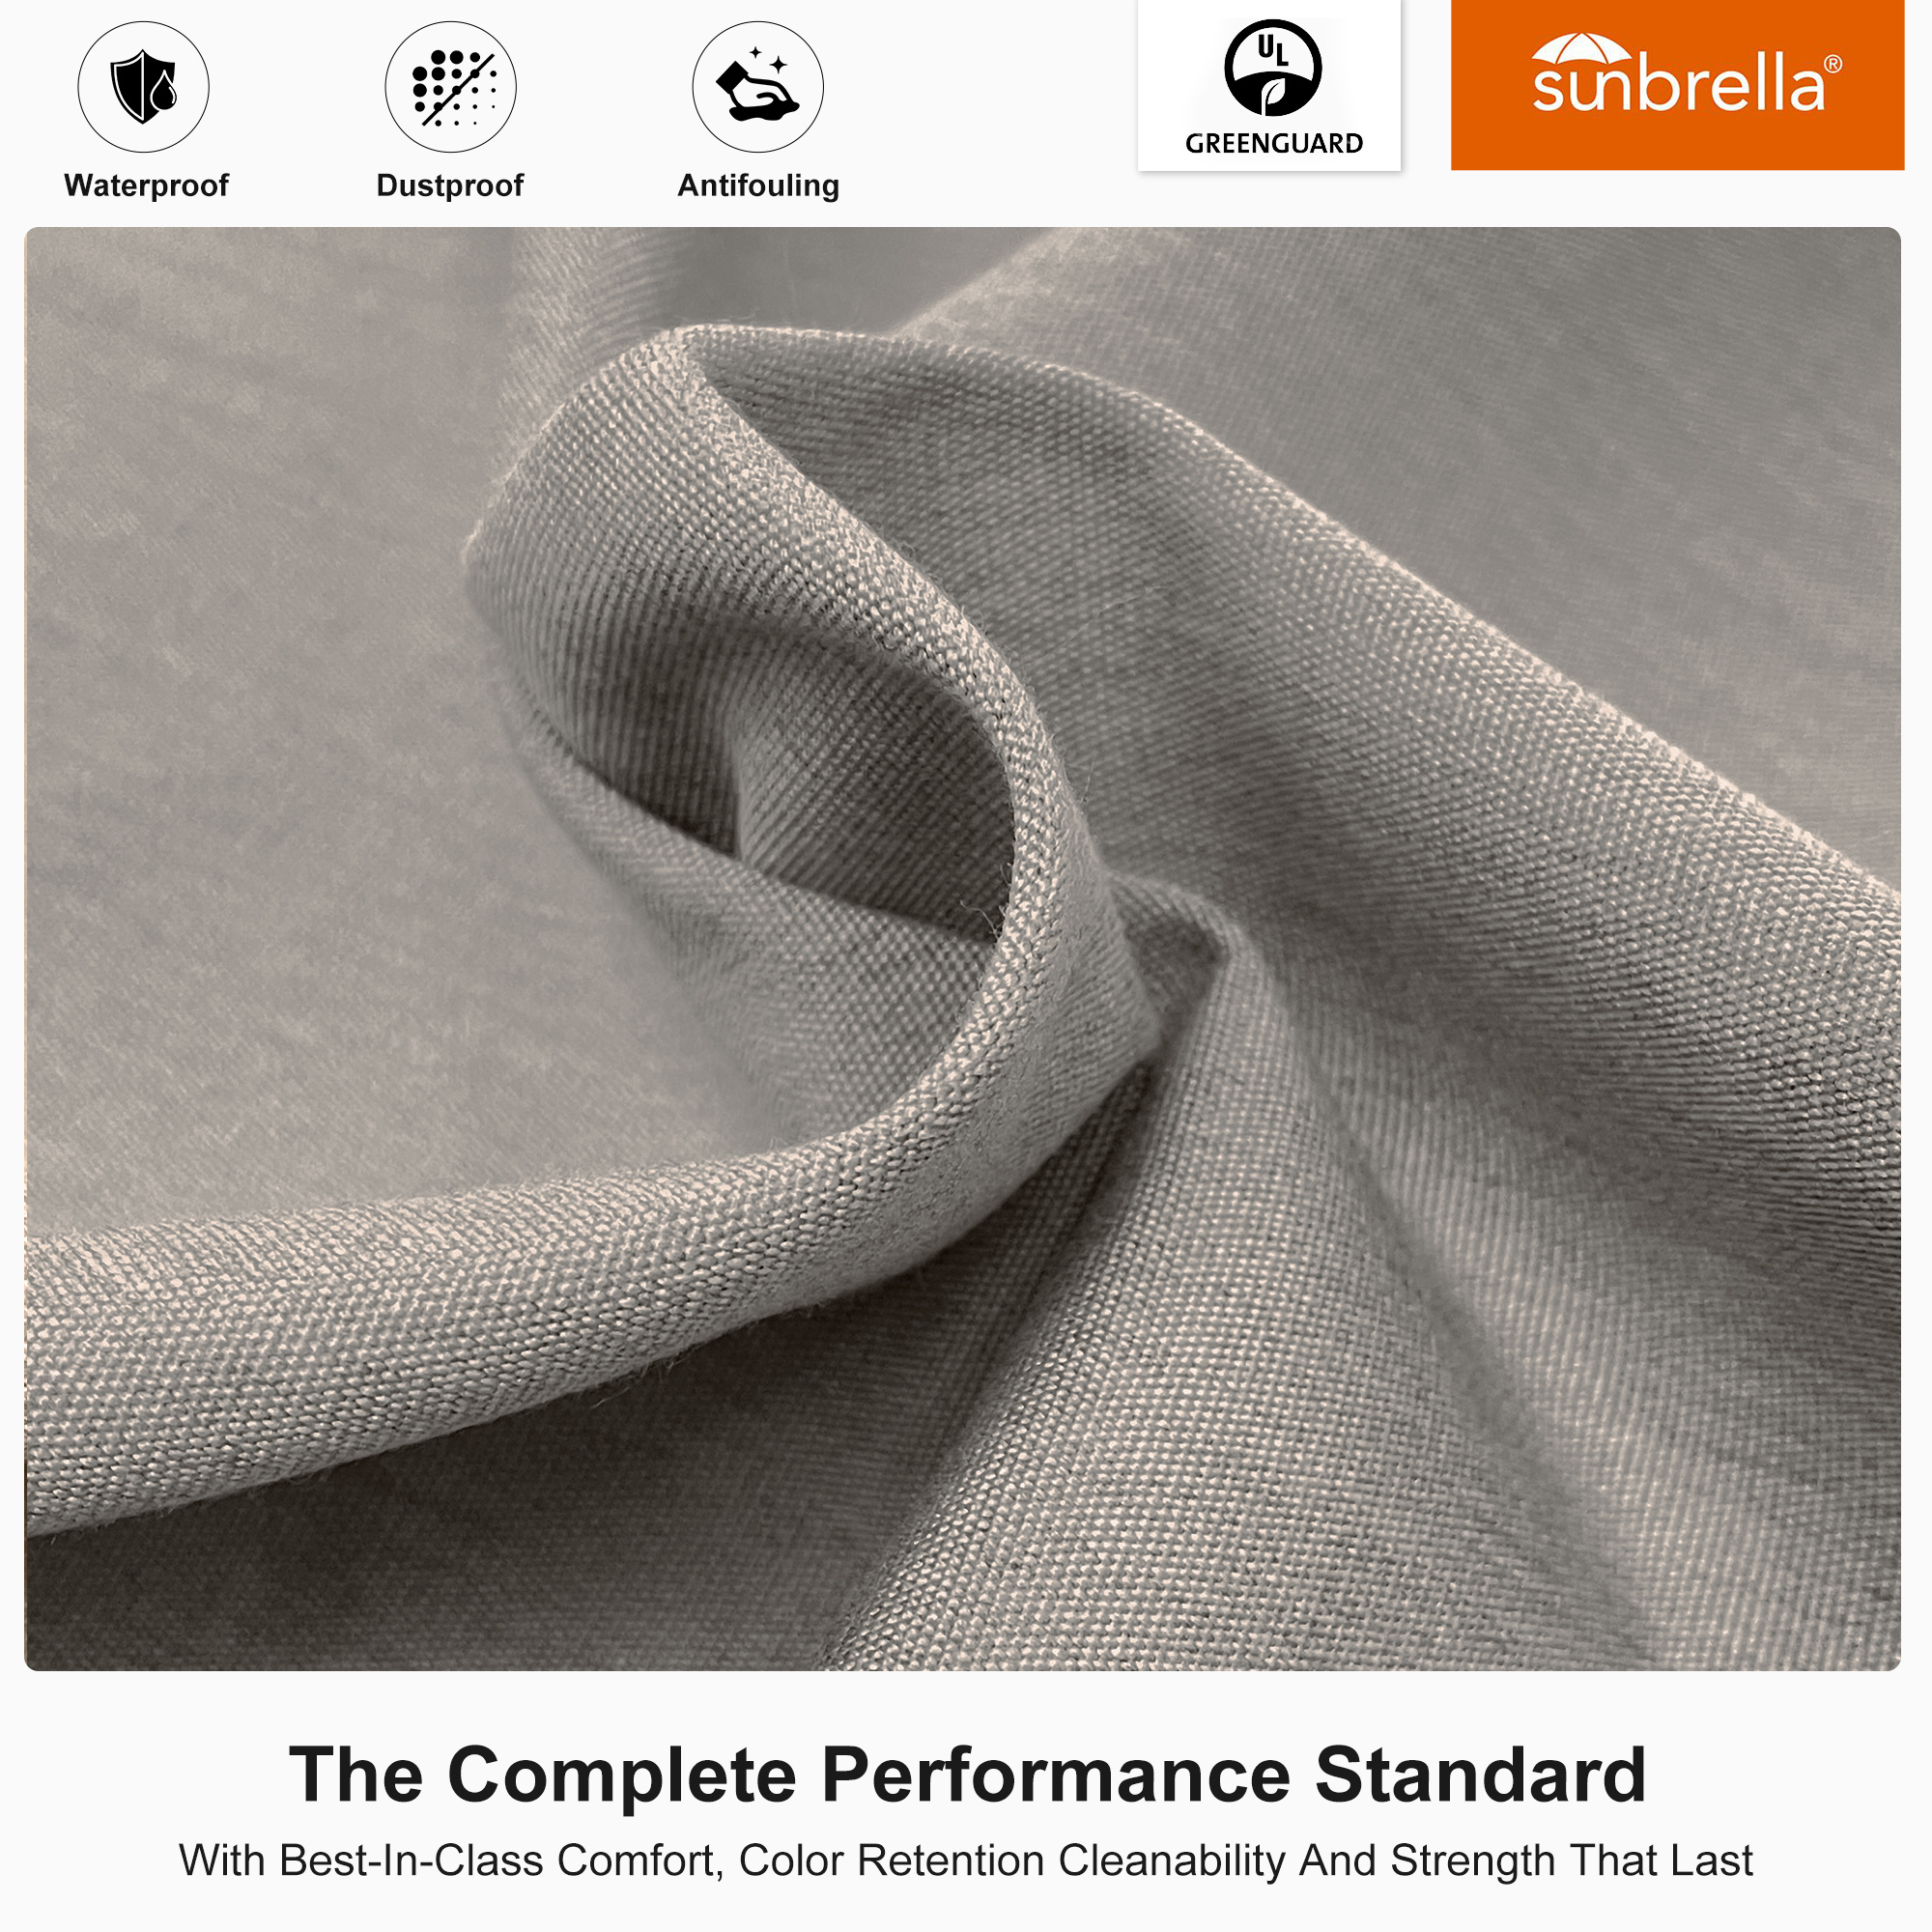 Waterproof
Dustproof
Antifouling
UL
GREENGUARD
sunbrella®
The Complete Performance Standard
With Best-In-Class Comfort, Color Retention Cleanability And Strength That Last